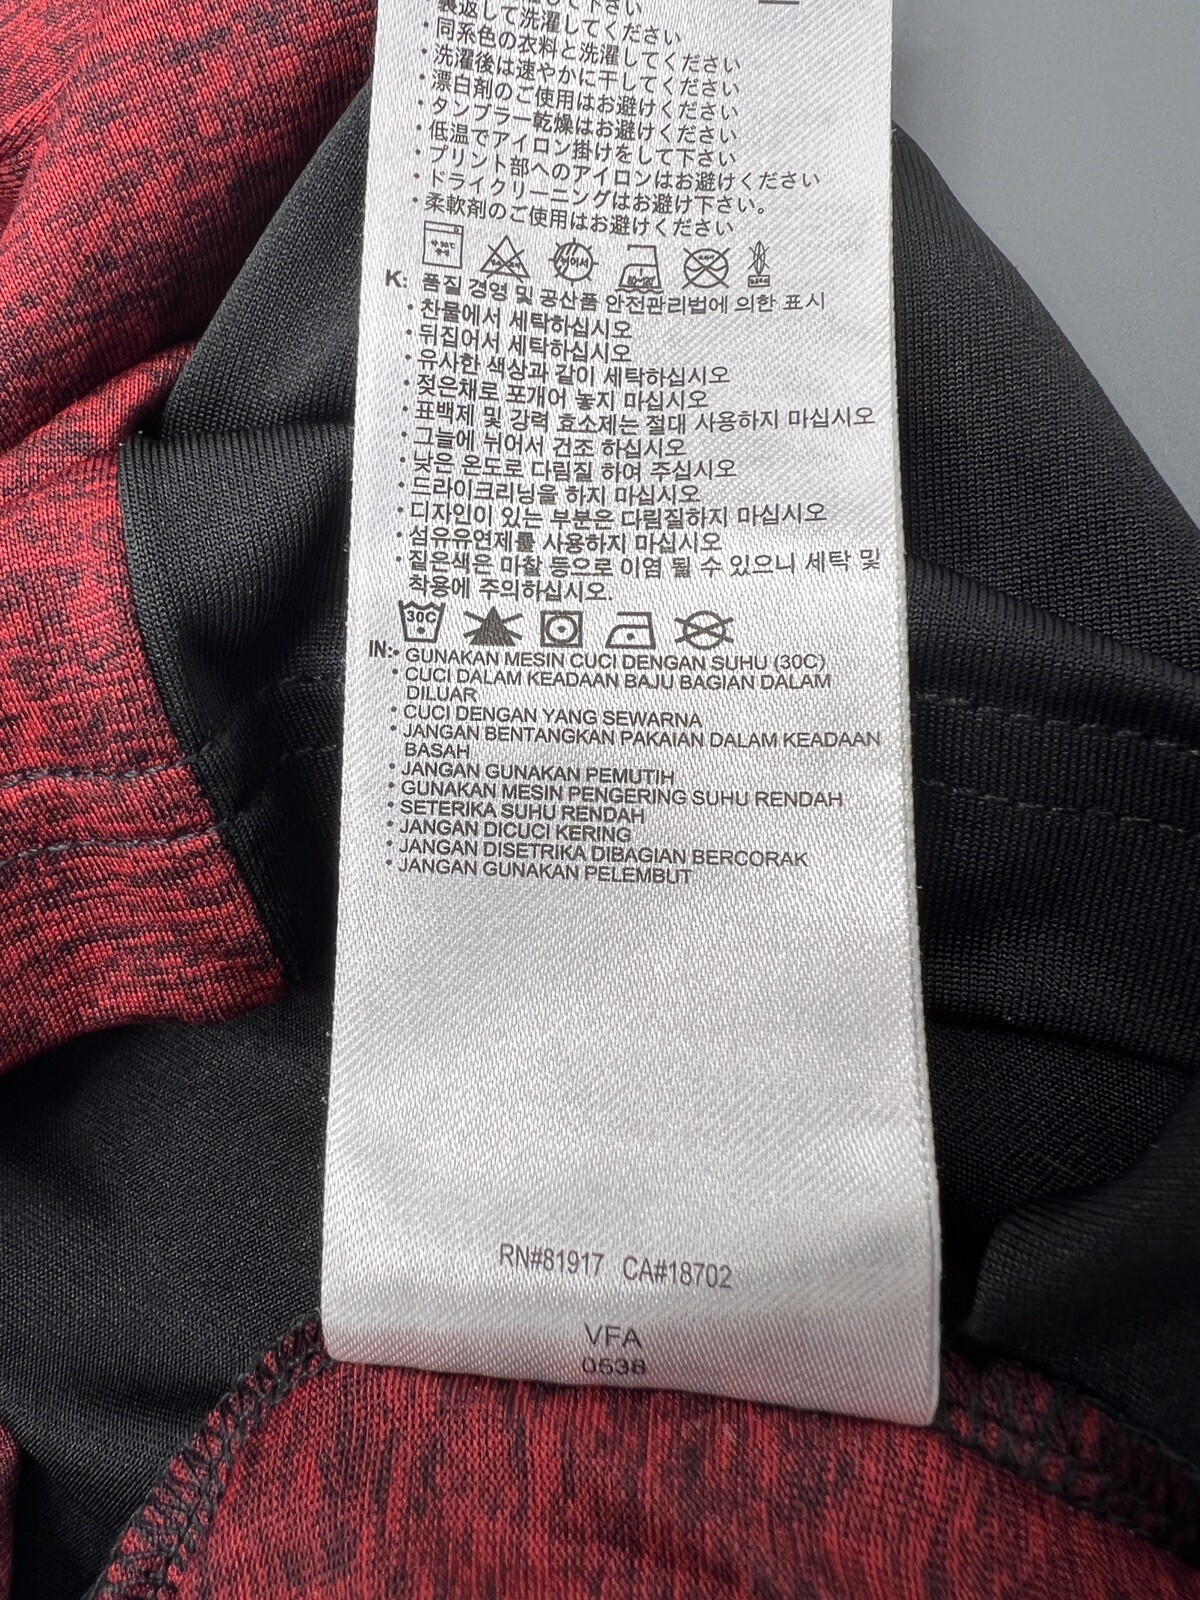 して下さい
裏返して洗濯してください
・同系色の衣料と洗濯してください
・洗濯後は速やかに干してください
・漂白剤のご使用はお避けください
・タンブラー乾燥はお避けください
・低温でアイロン掛けをして下さい
・プリント部へのアイロンはお避けください
・ドライクリーニングはお避け下さい。
・柔軟剤のご使用はお避けください
K: 품질 경영 및 공산품 안전관리법에 의한 표시
・찬물에서 세탁하십시오
・뒤집어서 세탁하십시오
・유사한 색상과 같이 세탁하십시오
・젖은채로 포개어 놓지 마십시오
・표백제 및 강력 효소제는 절대 사용하지 마십시오
・그늘에 뉘어서 건조 하십시오
・낮은 온도로 다림질 하여 주십시오
・드라이크리닝을 하지 마십시오
・디자인이 있는 부분은 다림질하지 마십시오
・섬유유연제를 사용하지 마십시오
・짙은색은 마찰 등으로 이염 될 수 있으니 세탁 및
착용에 주의하십시오.
30C
IN:・GUNAKAN MESIN CUCI DENGAN SUHU (30C)
・CUCI DALAM KEADAAN BAJU BAGIAN DALAM
DILUAR
・CUCI DENGAN YANG SEWARNA
・JANGAN BENTANGKAN PAKAIAN DALAM KEADAAN
BASAH
・JANGAN GUNAKAN PEMUTIH
・GUNAKAN MESIN PENGERING SUHU RENDAH
・SETERIKA SUHU RENDAH
・JANGAN DICUCI KERING
・JANGAN DISETRIKA DIBAGIAN BERCORAK
・JANGAN GUNAKAN PELEMBUT
RN#81917 CA#18702
VFA
0538